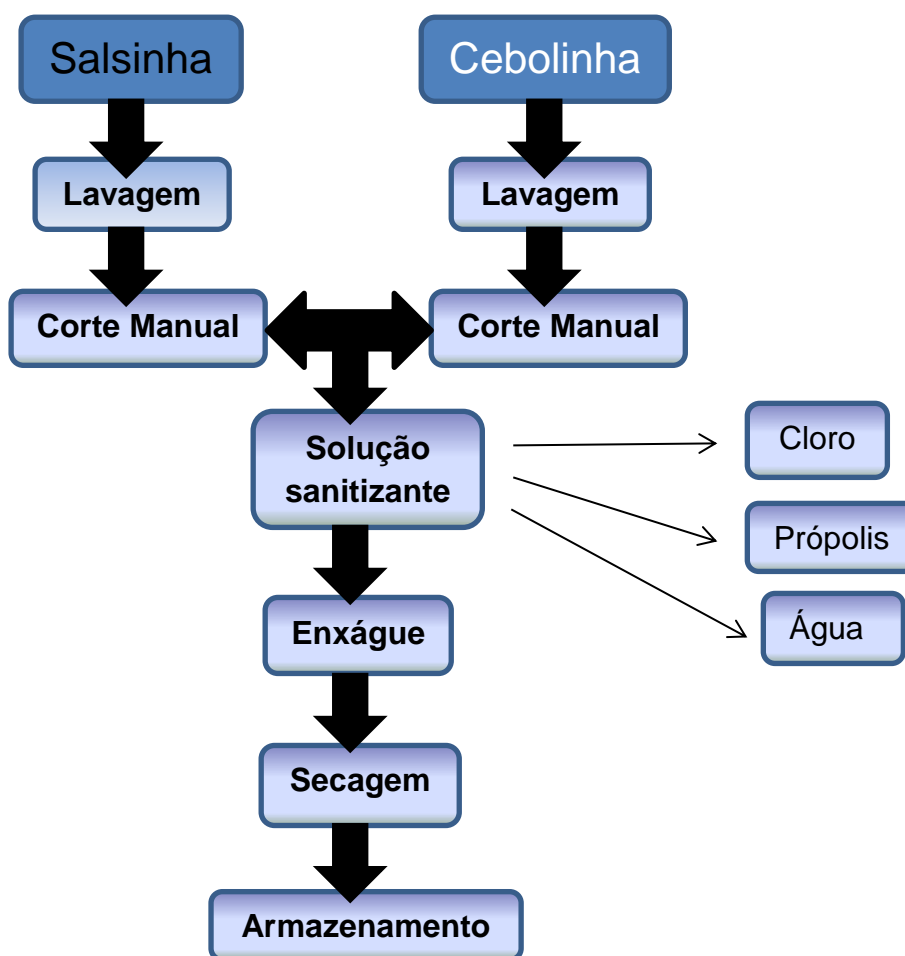 Salsinha
Cebolinha
Lavagem
Lavagem
Corte Manual
Corte Manual
Solução
sanitizante
Cloro
Própolis
Água
Enxágue
Secagem
Armazenamento